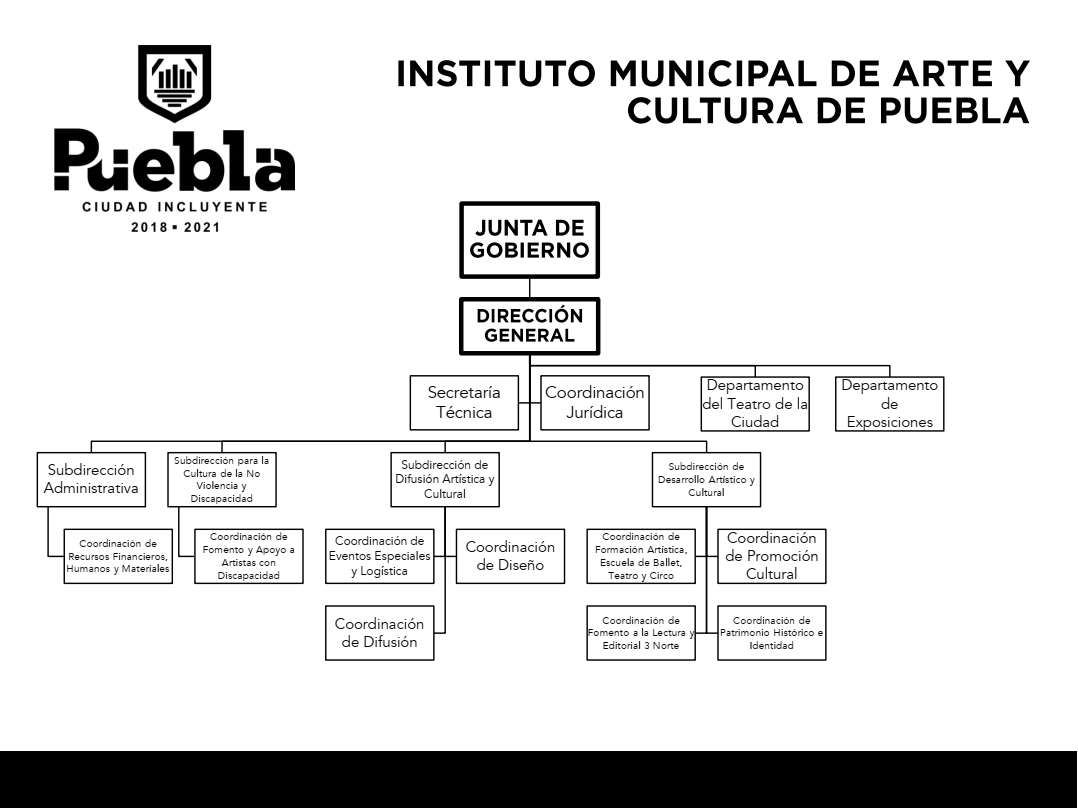 INSTITUTO MUNICIPAL DE ARTE Y
CULTURA DE PUEBLA
Puebla
CIUDAD INCLUYENTE
2018 ▪ 2021
JUNTA DE
GOBIERNO
DIRECCIÓN
GENERAL
Secretaría
Técnica
Coordinación
Jurídica
Departamento
del Teatro de la
Ciudad
Departamento
de
Exposiciones
Subdirección
Administrativa
Subdirección para la
Cultura de la No
Violencia y
Discapacidad
Subdirección de
Difusión Artística y
Cultural
Subdirección de
Desarrollo Artístico y
Cultural
Coordinación de
Recursos Financieros,
Humanos y Materiales
Coordinación de
Fomento y Apoyo a
Artistas con
Discapacidad
Coordinación de
Eventos Especiales
y Logística
Coordinación
de Diseño
Coordinación de
Formación Artística,
Escuela de Ballet,
Teatro y Circo
Coordinación
de Promoción
Cultural
Coordinación
de Difusión
Coordinación de
Fomento a la Lectura y
Editorial 3 Norte
Coordinación de
Patrimonio Histórico e
Identidad